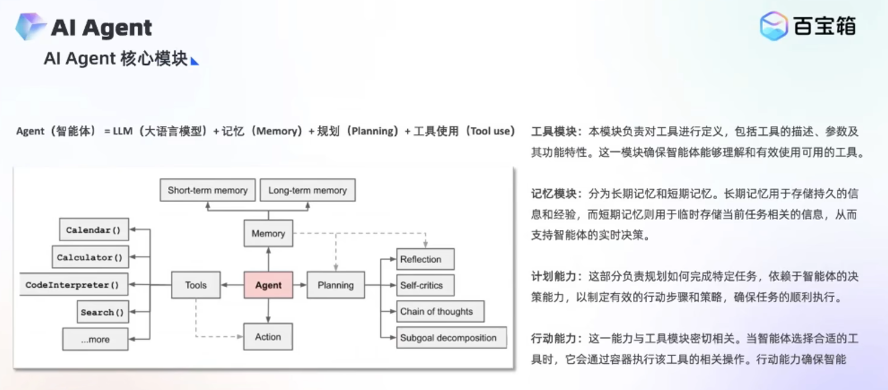 AI Agent
百宝箱
AI Agent 核心模块
Agent（智能体）= LLM（大语言模型）+ 记忆（Memory）+ 规划（Planning）+ 工具使用（Tool use）
Short-term memory
Long-term memory
Calendar()
Memory
Calculator()
Reflection
CodeInterpreter()
Tools
Agent
Planning
Self-critics
Search()
Chain of thoughts
...more
Action
Subgoal decomposition
工具模块：本模块负责对工具进行定义，包括工具的描述、参数及
其功能特性。这一模块确保智能体能够理解和有效使用可用的工具。
记忆模块：分为长期记忆和短期记忆。长期记忆用于存储持久的信
息和经验，而短期记忆则用于临时存储当前任务相关的信息，从而
支持智能体的实时决策。
计划能力：这部分负责规划如何完成特定任务，依赖于智能体的决
策能力，以制定有效的行动步骤和策略，确保任务的顺利执行。
行动能力：这一能力与工具模块密切相关。当智能体选择合适的工
具时，它会通过容器执行该工具的相关操作。行动能力确保智能